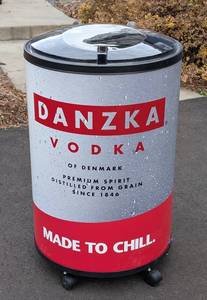 DANZKA
VODKA
OF DENMARK
PREMIUM SPIRIT
DISTILLED FROM GRAIN
SINCE 1846
MADE TO CHILL.